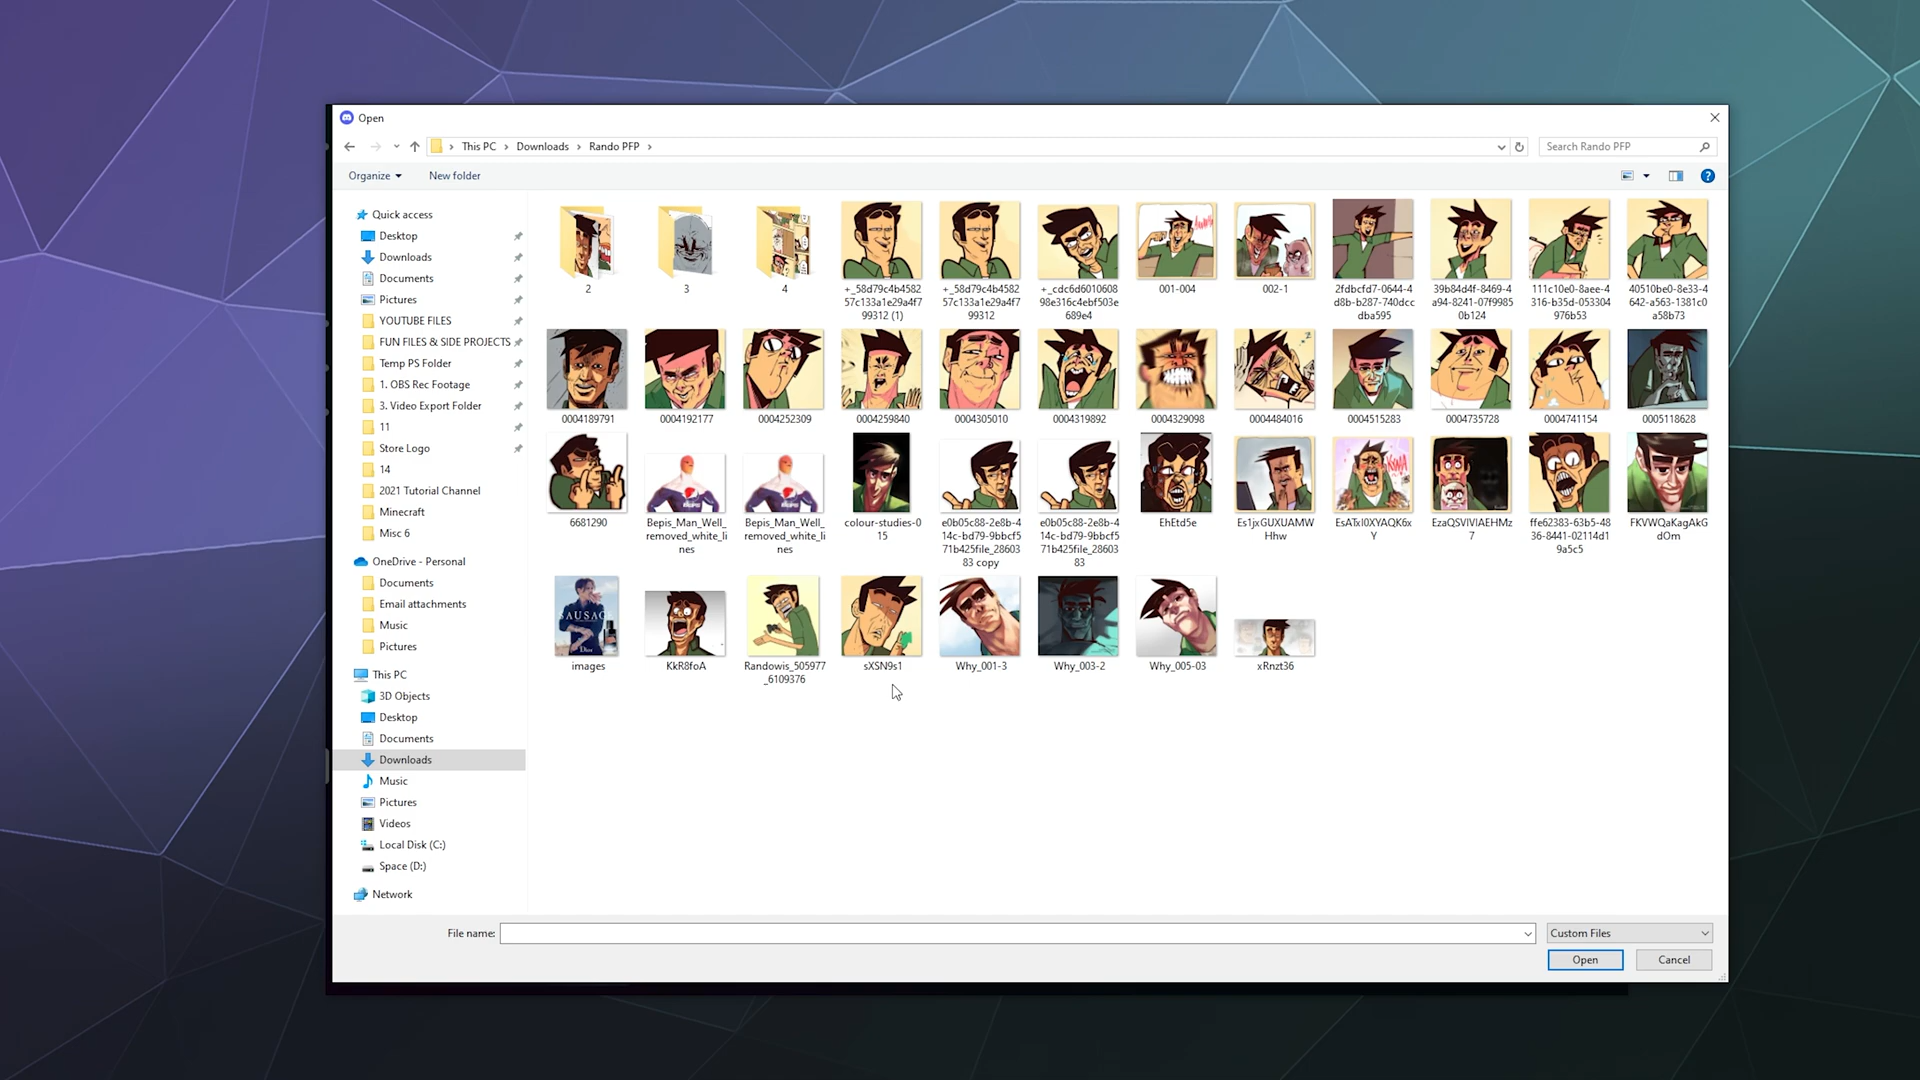 Open
This PC > Downloads > Rando PFP >
Search Rando PFP
Organize
New folder
Quick access
Desktop
Downloads
Documents
Pictures
YOUTUBE FILES
FUN FILES & SIDE PROJECTS
Temp PS Folder
1. OBS Rec Footage
3. Video Export Folder
11
Store Logo
14
2021 Tutorial Channel
Minecraft
Misc 6
OneDrive - Personal
Documents
Email attachments
Music
Pictures
This PC
3D Objects
Desktop
Documents
Downloads
Music
Pictures
Videos
Local Disk (C:)
Space (D:)
Network
2
3
4
+_58d79c4b4582
57c133a1e29a4f7
99312 (1)
+_58d79c4b4582
57c133a1e29a4f7
99312
+_cdc6d6010608
98e316c4ebf503e
689e4
001-004
002-1
2fdbcfd7-0644-4
d8b-b287-740dcc
dba595
39b84d4f-8469-4
a94-8241-07f9985
0b124
111c10e0-8aee-4
316-b35d-053304
976b53
40510be0-8e33-4
642-a563-1381c0
a58b73
0004189791
0004192177
0004252309
0004259840
0004305010
0004319892
0004329098
0004484016
0004515283
0004735728
0004741154
0005118628
6681290
Bepis_Man_Well_
removed_white_li
nes
Bepis_Man_Well_
removed_white_li
nes
colour-studies-0
15
e0b05c88-2e8b-4
14c-bd79-9bbcf5
71b425file_28603
83 copy
e0b05c88-2e8b-4
14c-bd79-9bbcf5
71b425file_28603
83
EhEtd5e
Es1jxGUXUAMW
Hhw
EsATxI0XYAQK6x
Y
EzaQSVIVIAEHMz
7
ffe62383-63b5-48
36-8441-02114d1
9a5c5
FKVWQaKagAkG
dOm
SAUSAGE
Dior
images
KkR8foA
Randowis_505977
_6109376
sXSN9s1
Why_001-3
Why_003-2
Why_005-03
xRnzt36
File name:
Custom Files
Open
Cancel